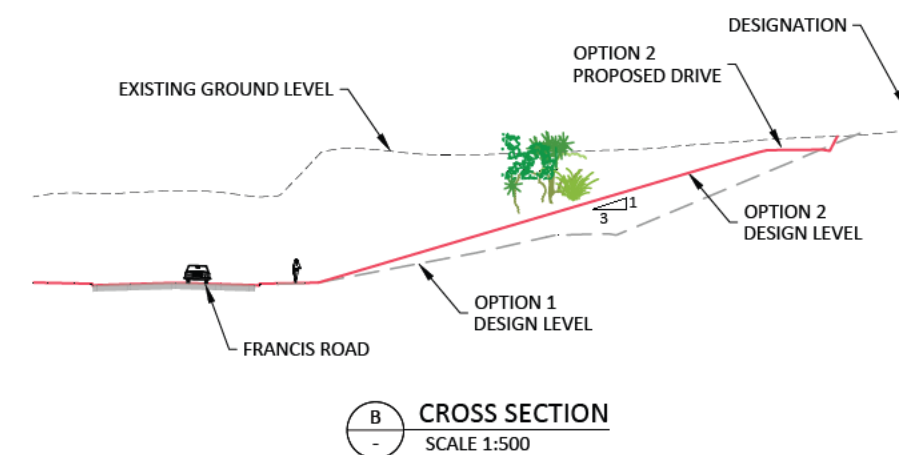 DESIGNATION
OPTION 2
PROPOSED DRIVE
EXISTING GROUND LEVEL
1
3
OPTION 2
DESIGN LEVEL
OPTION 1
DESIGN LEVEL
FRANCIS ROAD
B
-
CROSS SECTION
SCALE 1:500